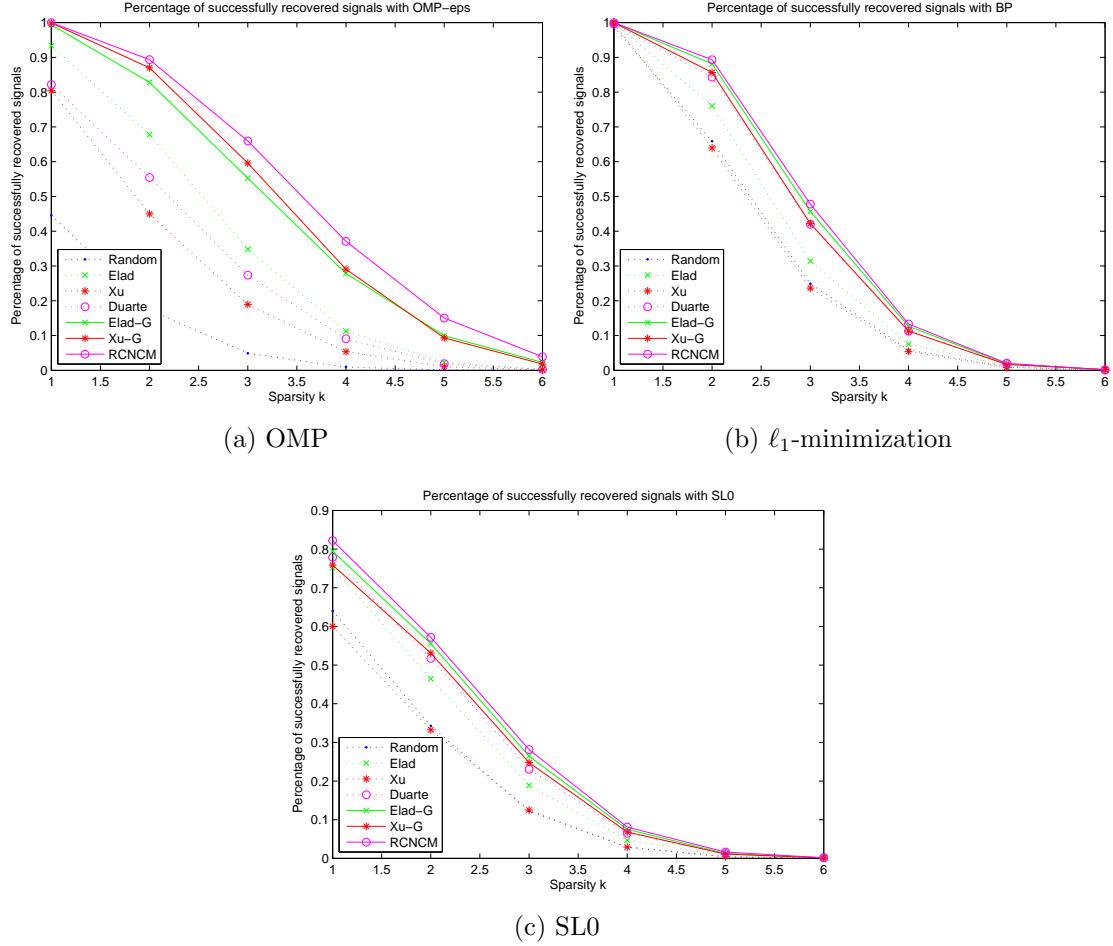 Percentage of successfully recovered signals with OMP-eps
Percentage of successfully recovered signals
1
0.9
0.8
0.7
0.6
0.5
0.4
0.3
0.2
0.1
0
Random
Elad
Xu
Duarte
Elad-G
Xu-G
RCNCM
1 1.5 2 2.5 3 3.5 4 4.5 5 5.5 6
Sparsity k
(a) OMP
Percentage of successfully recovered signals with BP
Percentage of successfully recovered signals
1
0.9
0.8
0.7
0.6
0.5
0.4
0.3
0.2
0.1
0
Random
Elad
Xu
Duarte
Elad-G
Xu-G
RCNCM
1 1.5 2 2.5 3 3.5 4 4.5 5 5.5 6
Sparsity k
(b) ℓ₁-minimization
Percentage of successfully recovered signals with SL0
Percentage of successfully recovered signals
0.9
0.8
0.7
0.6
0.5
0.4
0.3
0.2
0.1
0
Random
Elad
Xu
Duarte
Elad-G
Xu-G
RCNCM
1 1.5 2 2.5 3 3.5 4 4.5 5 5.5 6
Sparsity k
(c) SL0